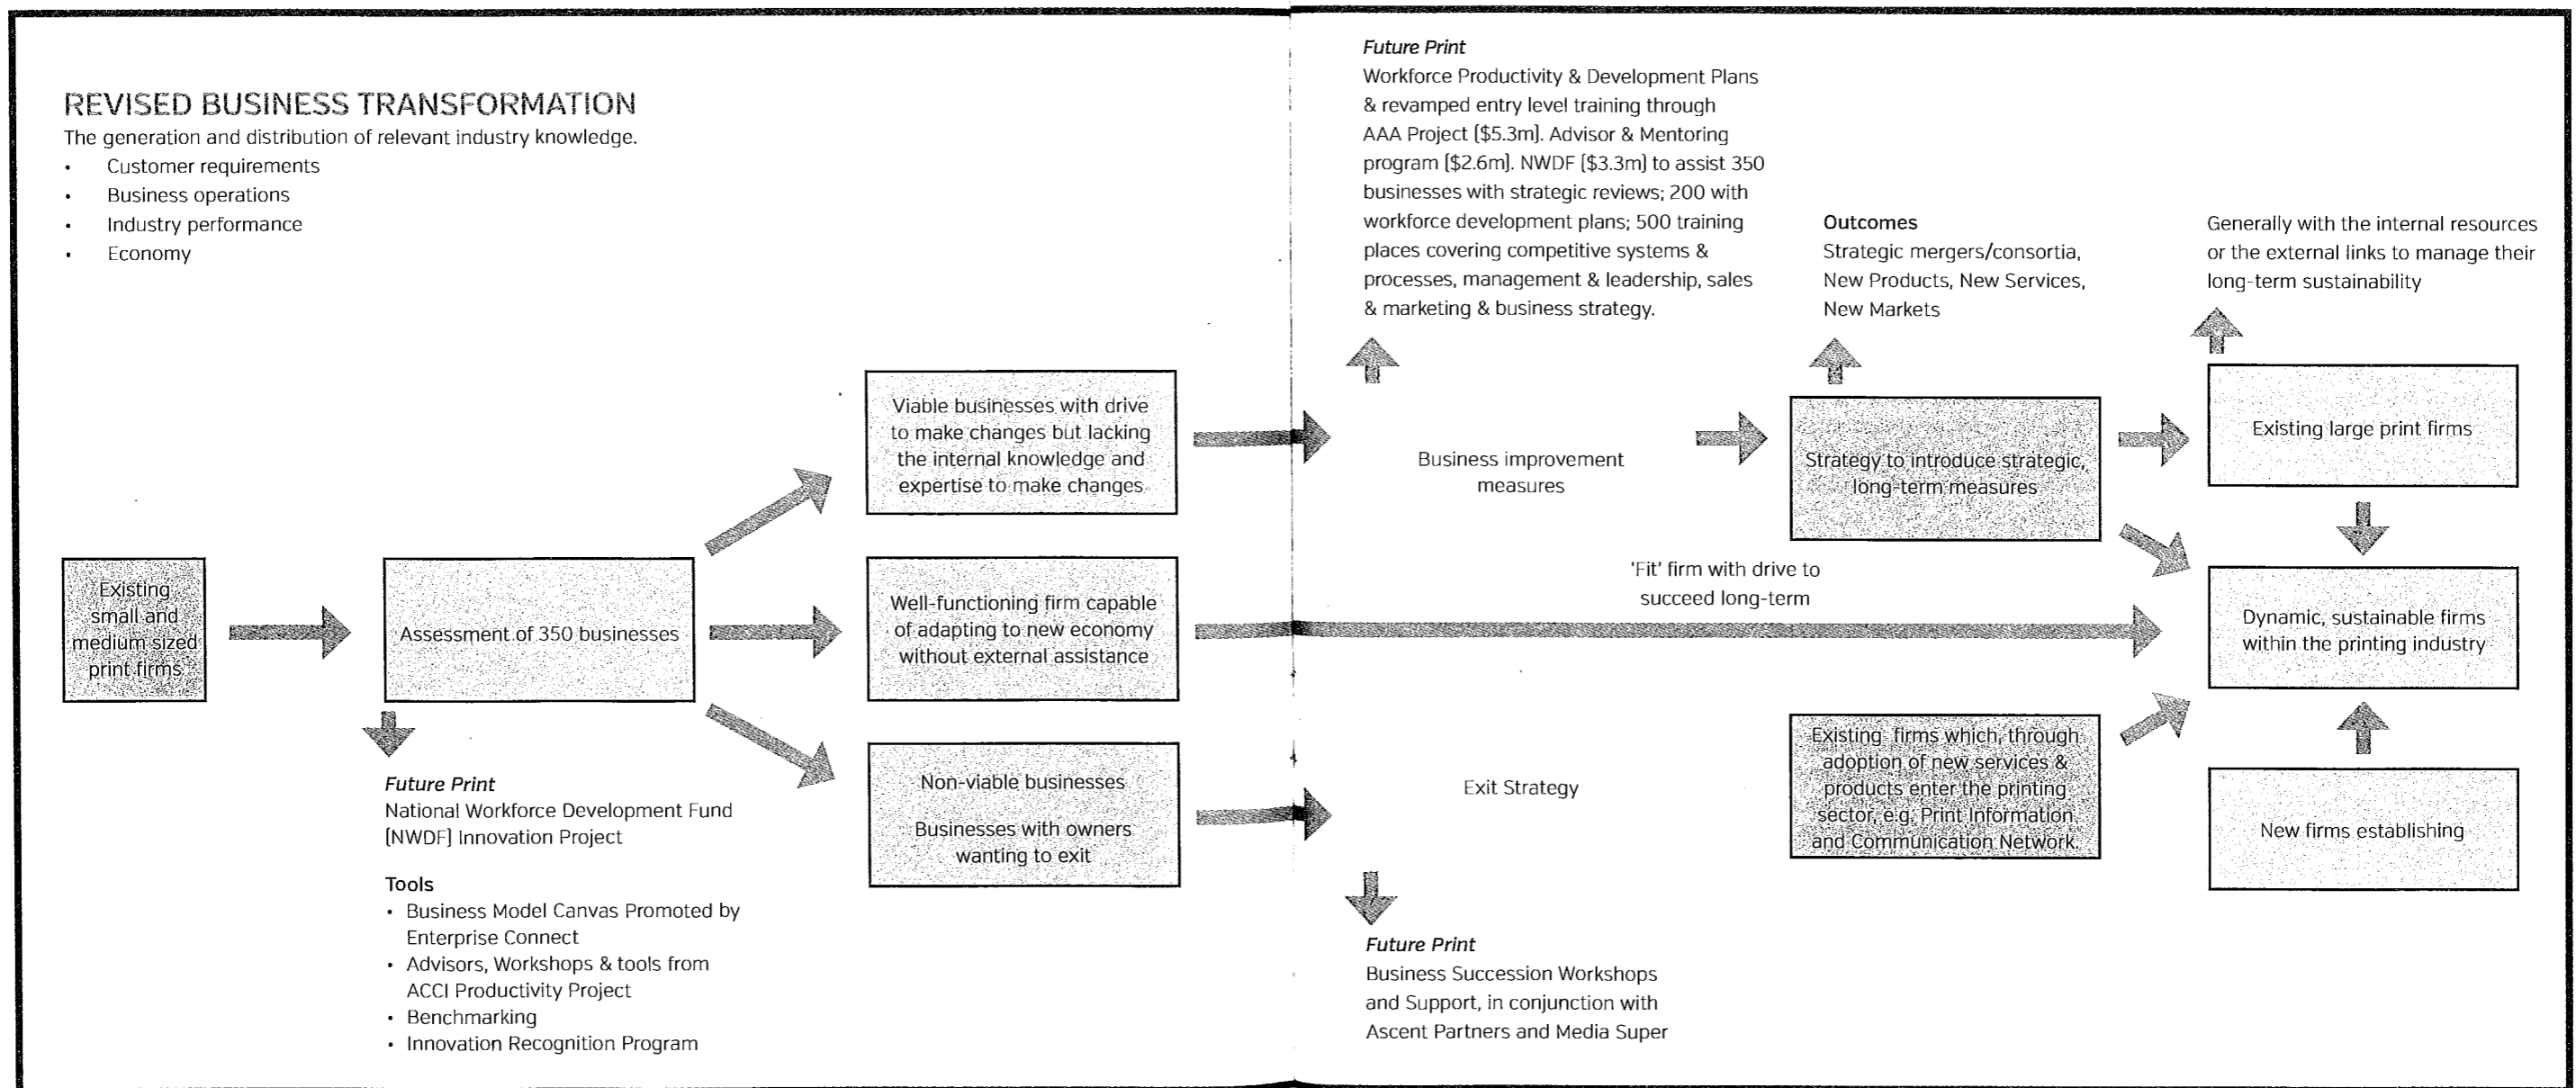 REVISED BUSINESS TRANSFORMATION
The generation and distribution of relevant industry knowledge.
• Customer requirements
• Business operations
• Industry performance
• Economy
Existing
small and
medium sized
print firms
Assessment of 350 businesses
Future Print
National Workforce Development Fund
[NWDF] Innovation Project
Tools
• Business Model Canvas Promoted by
Enterprise Connect
• Advisors, Workshops & tools from
ACCI Productivity Project
• Benchmarking
• Innovation Recognition Program
Viable businesses with drive
to make changes but lacking
the internal knowledge and
expertise to make changes
Well-functioning firm capable
of adapting to new economy
without external assistance
Non-viable businesses
Businesses with owners
wanting to exit
Future Print
Workforce Productivity & Development Plans
& revamped entry level training through
AAA Project [$5.3m]. Advisor & Mentoring
program [$2.6m]. NWDF [$3.3m] to assist 350
businesses with strategic reviews; 200 with
workforce development plans; 500 training
places covering competitive systems &
processes, management & leadership, sales
& marketing & business strategy.
Business improvement
measures
'Fit' firm with drive to
succeed long-term
Exit Strategy
Future Print
Business Succession Workshops
and Support, in conjunction with
Ascent Partners and Media Super
Outcomes
Strategic mergers/consortia,
New Products, New Services,
New Markets
Strategy to introduce strategic,
long-term measures
Existing firms which, through
adoption of new services &
products enter the printing
sector, e.g. Print Information
and Communication Network.
Generally with the internal resources
or the external links to manage their
long-term sustainability
Existing large print firms
Dynamic, sustainable firms
within the printing industry
New firms establishing